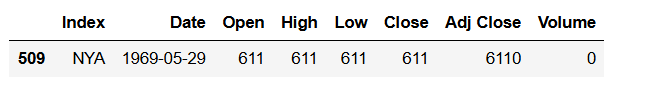 Index Date Open High Low Close Adj Close Volume
509 NYA 1969-05-29 611 611 611 611 6110 0